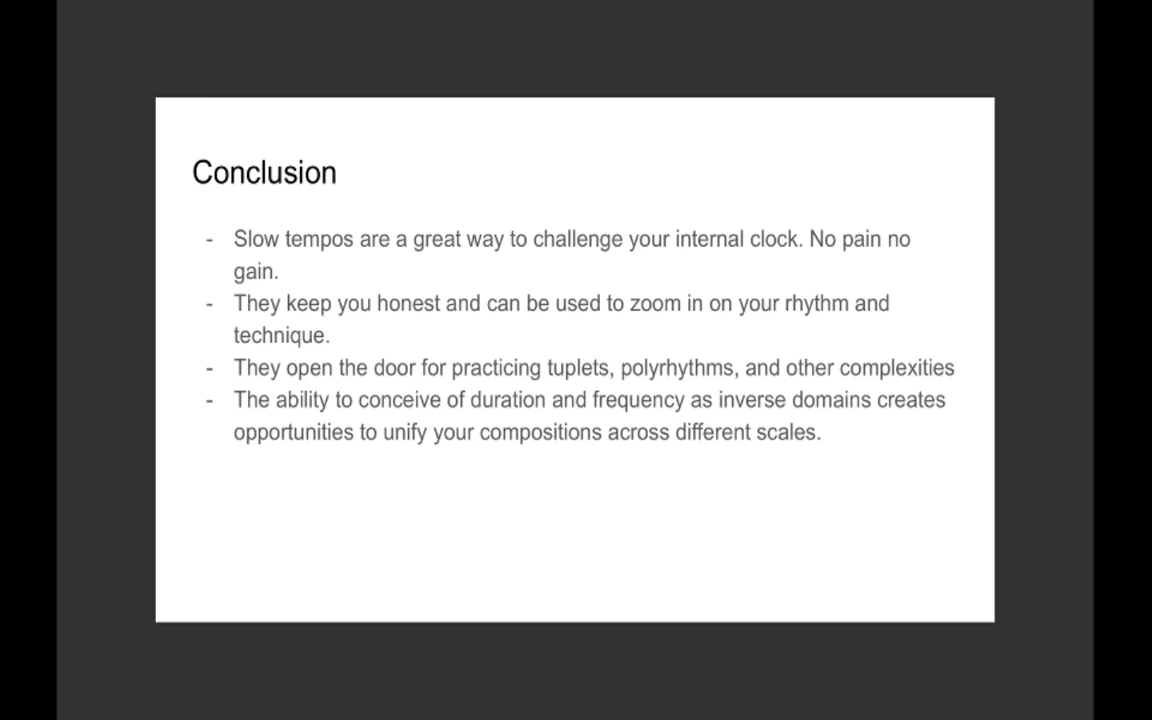 Conclusion
- Slow tempos are a great way to challenge your internal clock. No pain no
gain.
- They keep you honest and can be used to zoom in on your rhythm and
technique.
- They open the door for practicing tuplets, polyrhythms, and other complexities
- The ability to conceive of duration and frequency as inverse domains creates
opportunities to unify your compositions across different scales.